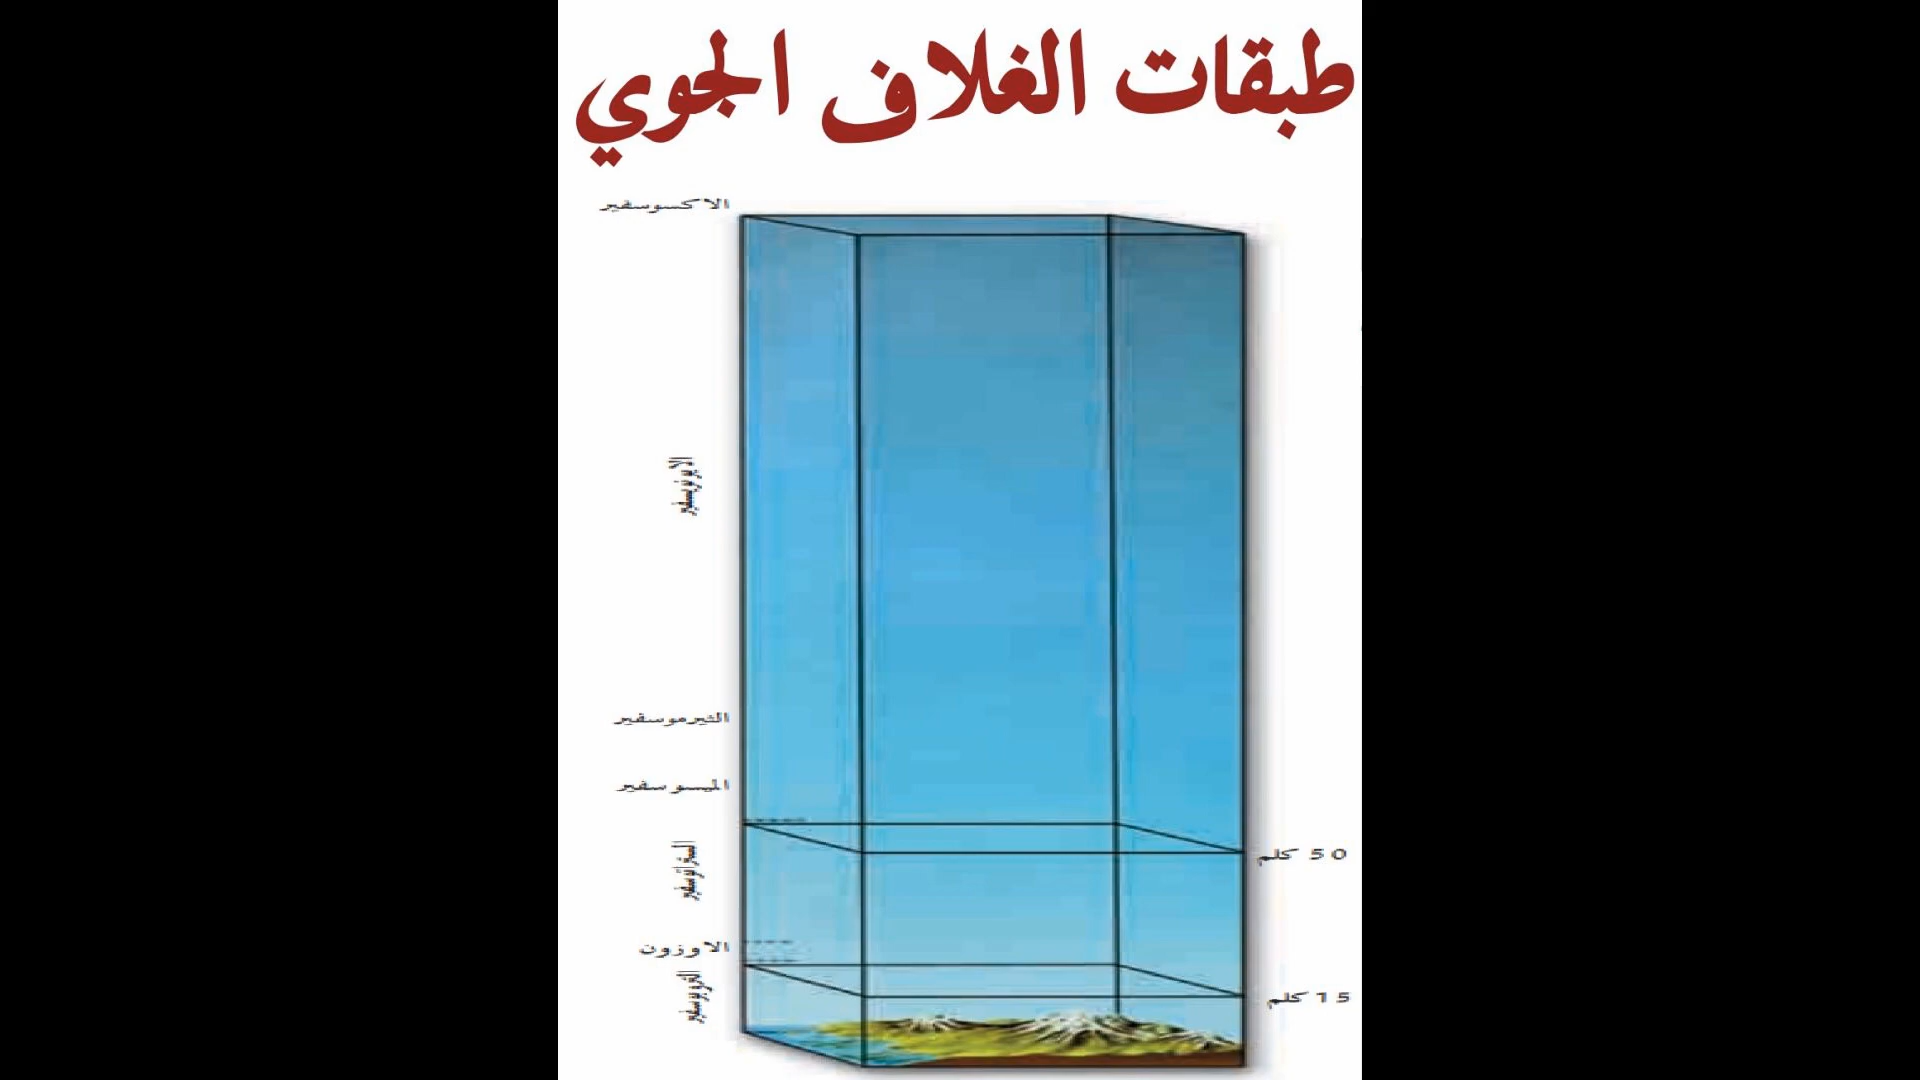 طبقات الغلاف الجوي
الاكسوسفير
الايونوسفير
الثيرموسفير
الميسوسفير
50 كلم
الستراتوسفير
الاوزون
15 كلم
التروبوسفير